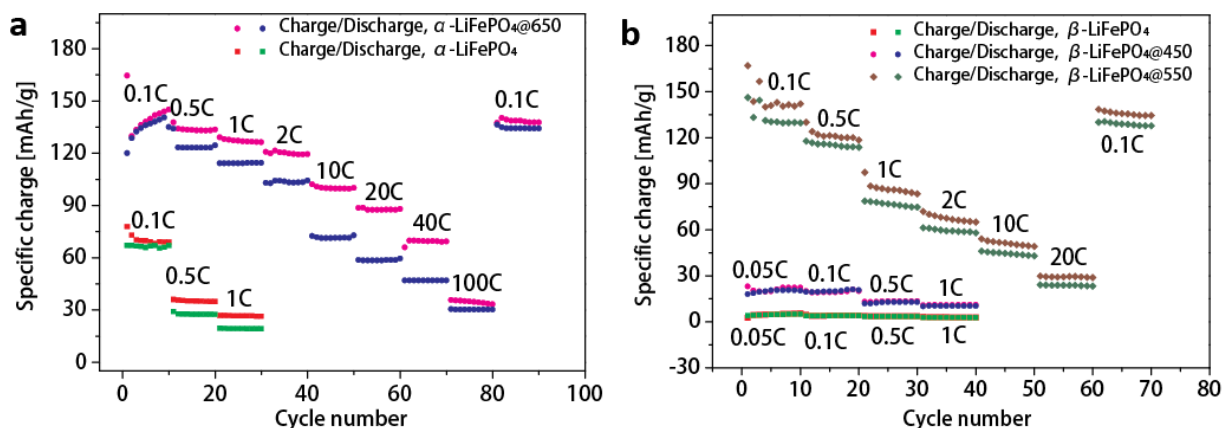 a
Charge/Discharge, α-LiFePO₄@650
Charge/Discharge, α-LiFePO₄
180
150
120
90
60
30
0
Specific charge [mAh/g]
0.1C
0.5C
1C
2C
10C
20C
40C
100C
0.1C
0.1C
0.5C
1C
0
20
40
60
80
100
Cycle number
b
Charge/Discharge, β-LiFePO₄
Charge/Discharge, β-LiFePO₄@450
Charge/Discharge, β-LiFePO₄@550
180
150
120
90
60
30
0
-30
Specific charge [mAh/g]
0.1C
0.5C
1C
2C
10C
20C
0.1C
0.05C
0.1C
0.5C
1C
0.05C
0.1C
0.5C
1C
0
10
20
30
40
50
60
70
80
Cycle number